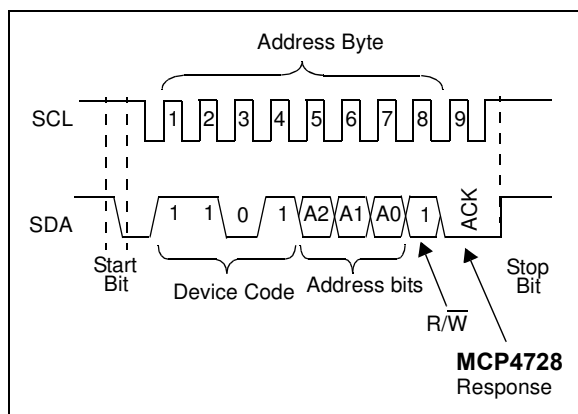 Address Byte
SCL
1 2 3 4 5 6 7 8 9
SDA
1 1 0 1 A2 A1 A0 1 ACK
Start
Bit
Device Code
Address bits
Stop
Bit
R/W̅
MCP4728
Response